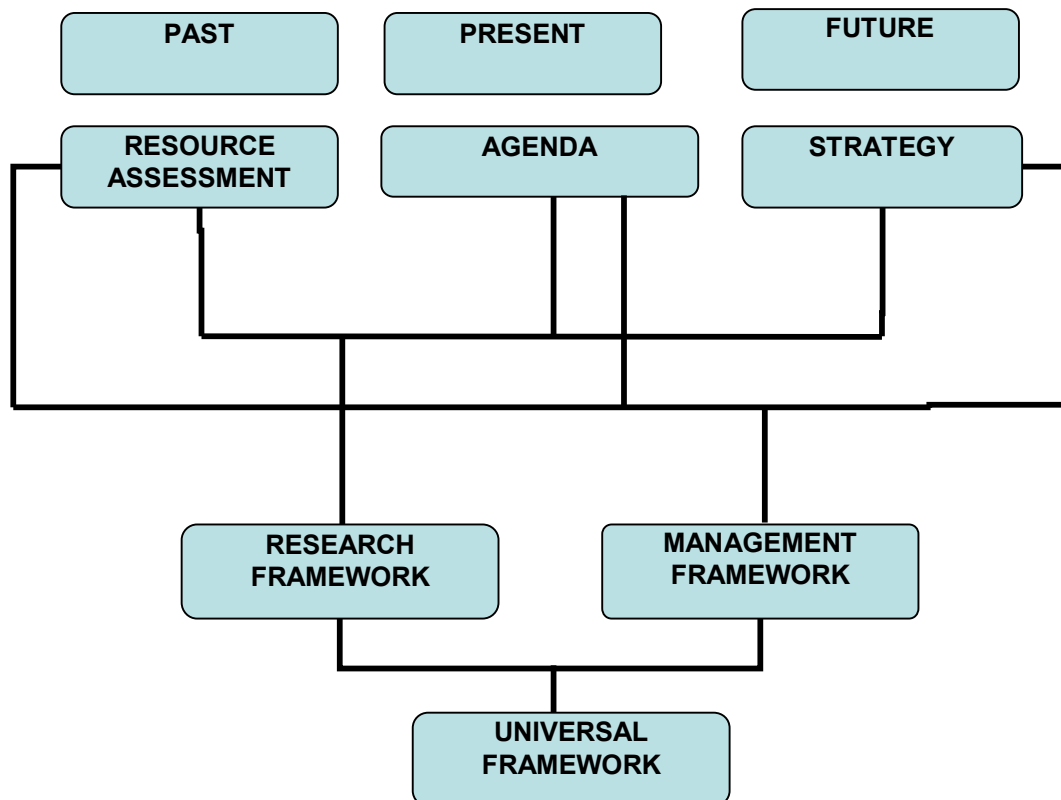 PAST
PRESENT
FUTURE
RESOURCE
ASSESSMENT
AGENDA
STRATEGY
RESEARCH
FRAMEWORK
MANAGEMENT
FRAMEWORK
UNIVERSAL
FRAMEWORK